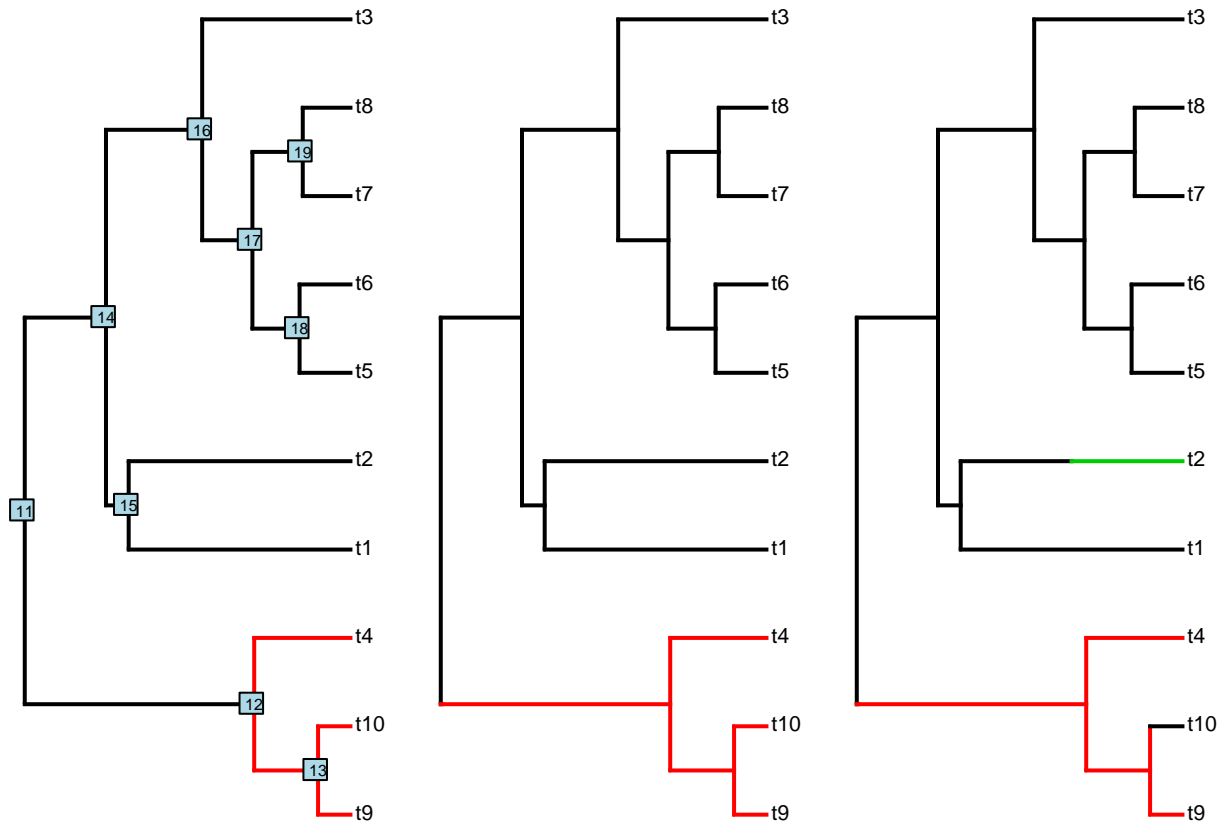 t3 t3 t3
t8 t8 t8
16
19
t7 t7 t7
17
t6 t6 t6
14
18
t5 t5 t5
t2 t2 t2
15
11
t1 t1 t1
t4 t4 t4
12
t10 t10 t10
13
t9 t9 t9